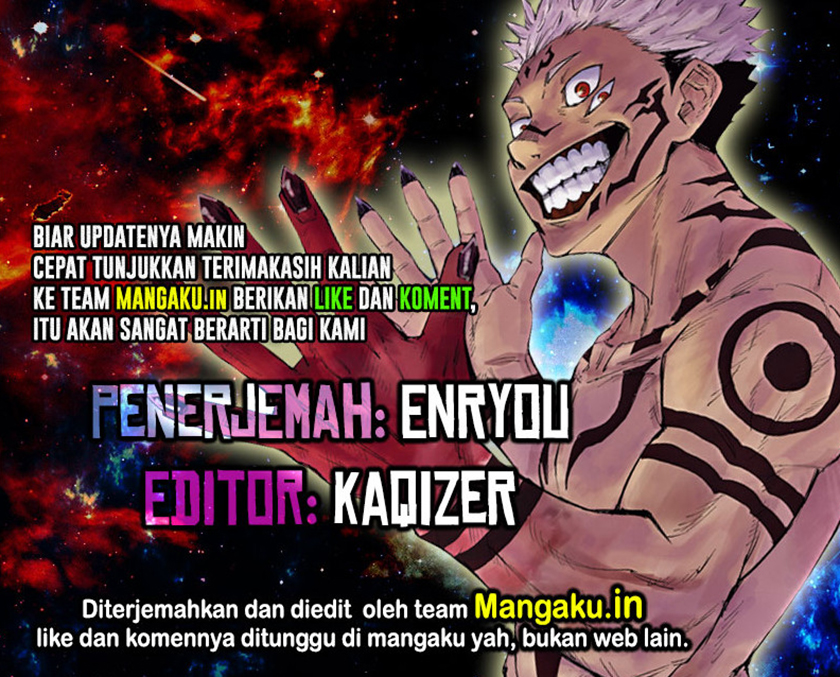 BIAR UPDATENYA MAKIN
CEPAT TUNJUKKAN TERIMAKASIH KALIAN
KE TEAM MANGAKU.in BERIKAN LIKE DAN KOMENT,
ITU AKAN SANGAT BERARTI BAGI KAMI
PENERJEMAH: ENRYOU
EDITOR: KAQIZER
Diterjemahkan dan diedit oleh team Mangaku.in
like dan komennya ditunggu di mangaku yah, bukan web lain.